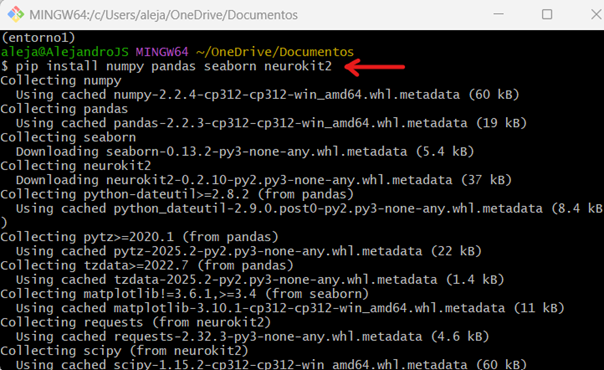 MINGW64:/c/Users/aleja/OneDrive/Documentos
(entorno1)
aleja@AlejandroJS MINGW64 ~/OneDrive/Documentos
$ pip install numpy pandas seaborn neurokit2
Collecting numpy
  Using cached numpy-2.2.4-cp312-cp312-win_amd64.whl.metadata (60 kB)
Collecting pandas
  Using cached pandas-2.2.3-cp312-cp312-win_amd64.whl.metadata (19 kB)
Collecting seaborn
  Downloading seaborn-0.13.2-py3-none-any.whl.metadata (5.4 kB)
Collecting neurokit2
  Downloading neurokit2-0.2.10-py2.py3-none-any.whl.metadata (37 kB)
Collecting python-dateutil>=2.8.2 (from pandas)
  Using cached python_dateutil-2.9.0.post0-py2.py3-none-any.whl.metadata (8.4 kB
)
Collecting pytz>=2020.1 (from pandas)
  Using cached pytz-2025.2-py2.py3-none-any.whl.metadata (22 kB)
Collecting tzdata>=2022.7 (from pandas)
  Using cached tzdata-2025.2-py2.py3-none-any.whl.metadata (1.4 kB)
Collecting matplotlib!=3.6.1,>=3.4 (from seaborn)
  Using cached matplotlib-3.10.1-cp312-cp312-win_amd64.whl.metadata (11 kB)
Collecting requests (from neurokit2)
  Using cached requests-2.32.3-py3-none-any.whl.metadata (4.6 kB)
Collecting scipy (from neurokit2)
  Using cached scipy-1.15.2-cp312-cp312-win_amd64.whl.metadata (60 kB)